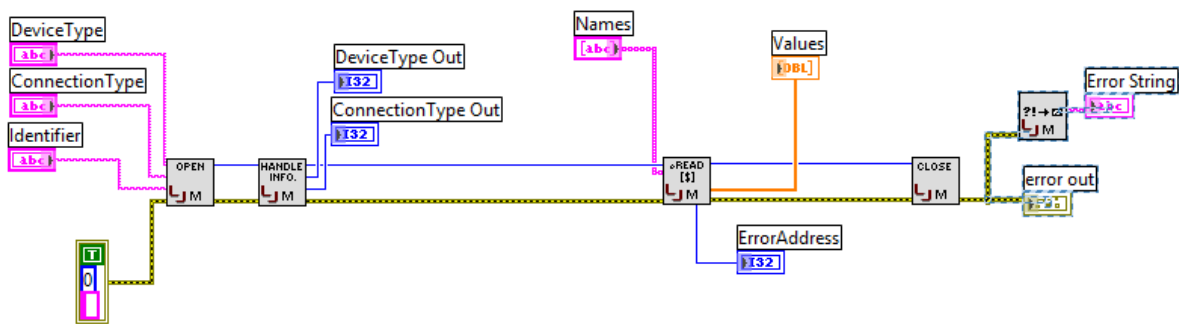 DeviceType
abc
ConnectionType
abc
Identifier
abc
DeviceType Out
I32
ConnectionType Out
I32
Names
[abc]
Values
[DBL]
Error String
abc
error out
OPEN
M
HANDLE
INFO.
M
eREAD
[$]
M
CLOSE
M
?!→
M
ErrorAddress
I32
T
0